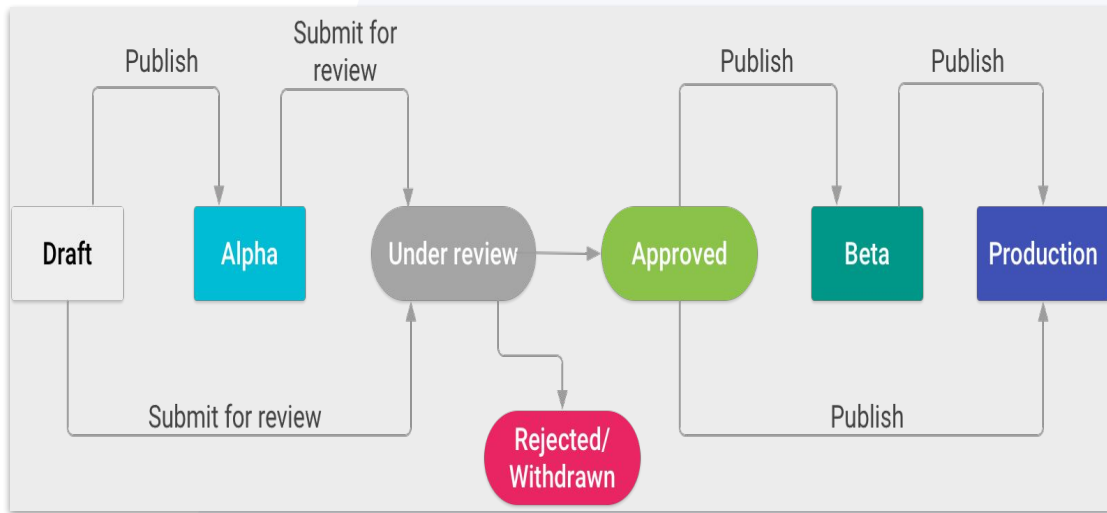 Submit for
review
Publish
Publish
Publish
Draft
Alpha
Under review
Approved
Beta
Production
Submit for review
Publish
Rejected/
Withdrawn